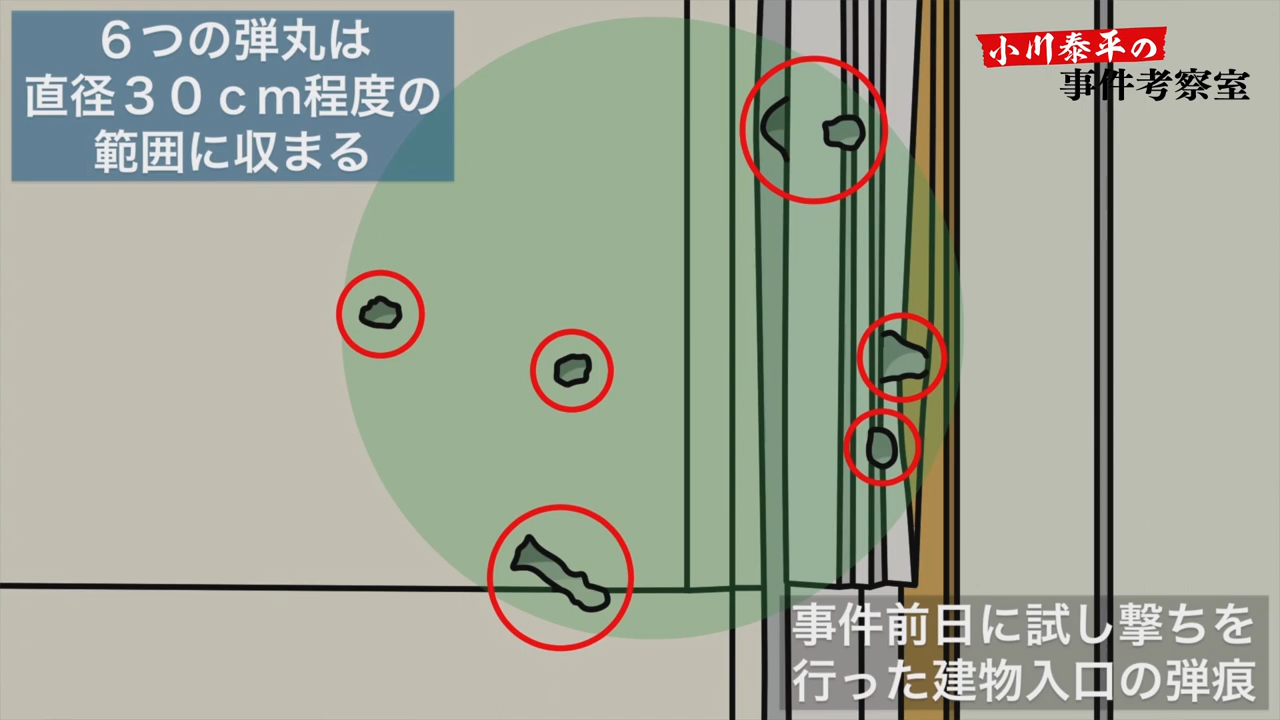 ６つの弾丸は
直径３０ｃｍ程度の
範囲に収まる
小川泰平の
事件考察室
事件前日に試し撃ちを
行った建物入口の弾痕